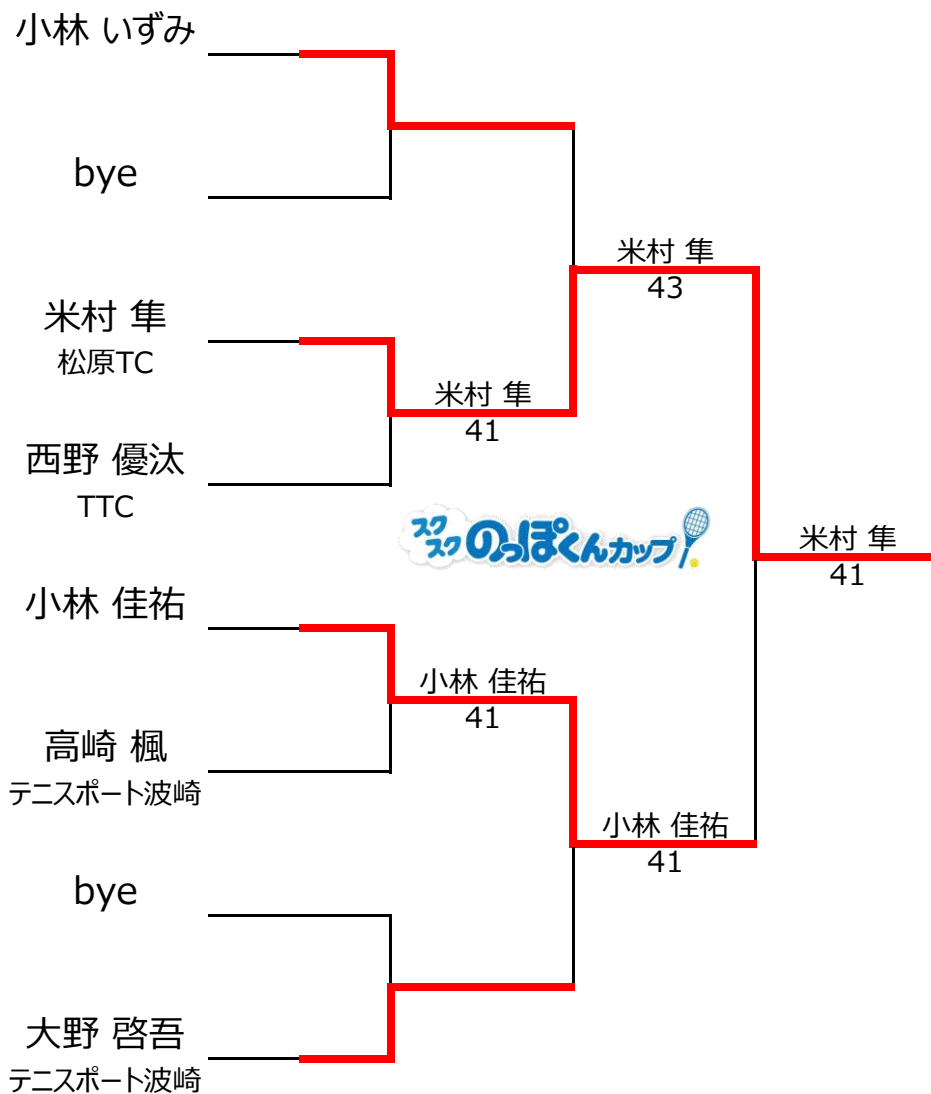 小林 いずみ
bye
米村 隼
43
米村 隼
松原TC
米村 隼
41
西野 優汰
TTC
スクスク のっぽくんカップ
米村 隼
41
小林 佳祐
小林 佳祐
41
高崎 楓
テニスポート波崎
小林 佳祐
41
bye
大野 啓吾
テニスポート波崎